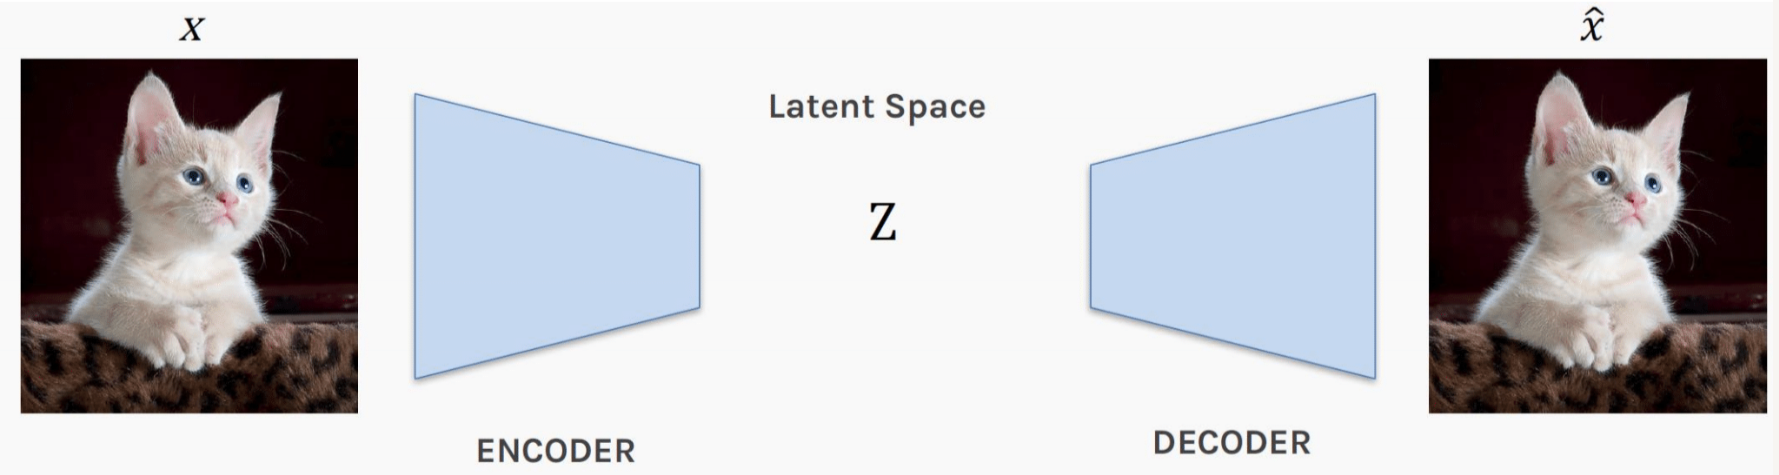 x
x̂
Latent Space
Z
ENCODER
DECODER